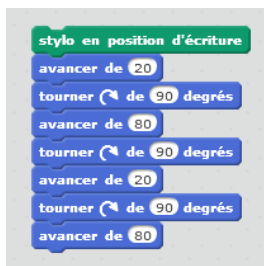 stylo en position d'écriture
avancer de 20
tourner de 90 degrés
avancer de 80
tourner de 90 degrés
avancer de 20
tourner de 90 degrés
avancer de 80